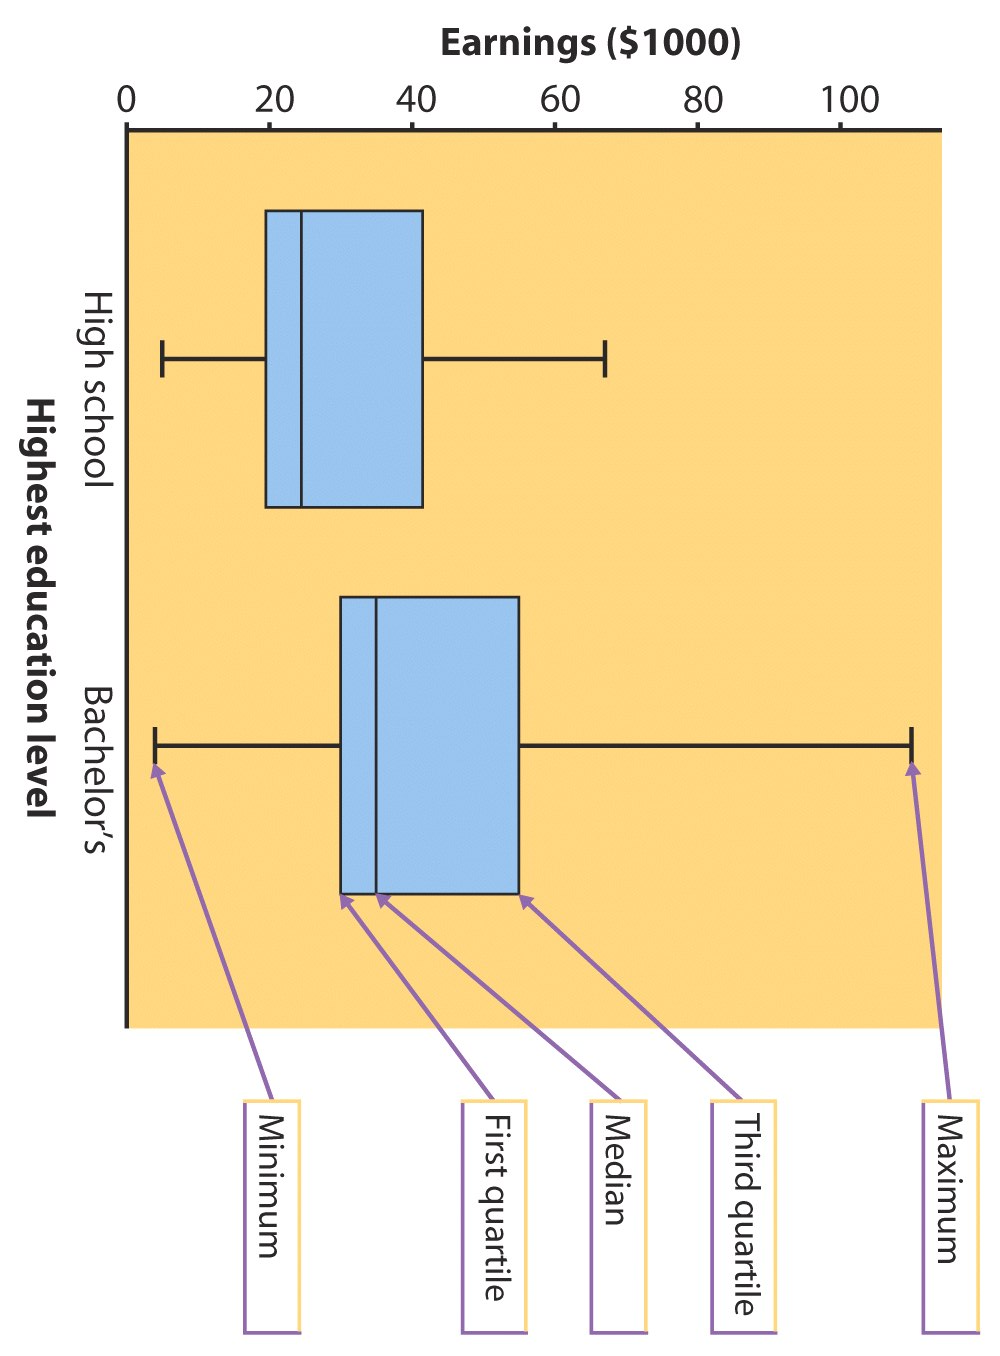 Earnings ($1000)
0 20 40 60 80 100
High school
Bachelor’s
Highest education level
Minimum
First quartile
Median
Third quartile
Maximum